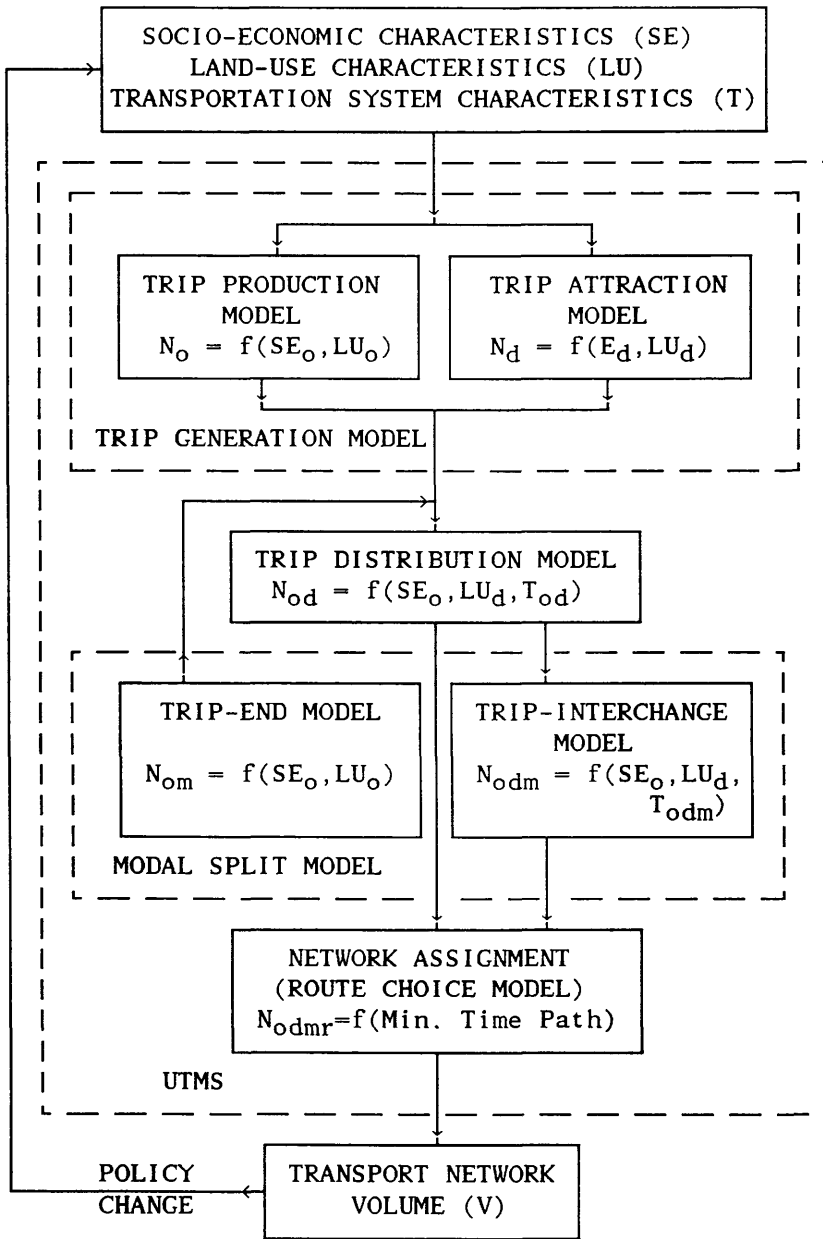 SOCIO-ECONOMIC CHARACTERISTICS (SE)
LAND-USE CHARACTERISTICS (LU)
TRANSPORTATION SYSTEM CHARACTERISTICS (T)
TRIP PRODUCTION
MODEL
N_o = f(SE_o,LU_o)
TRIP ATTRACTION
MODEL
N_d = f(E_d,LU_d)
TRIP GENERATION MODEL
TRIP DISTRIBUTION MODEL
N_od = f(SE_o,LU_d,T_od)
TRIP-END MODEL
N_om = f(SE_o,LU_o)
TRIP-INTERCHANGE
MODEL
N_odm = f(SE_o,LU_d,
T_odm)
MODAL SPLIT MODEL
NETWORK ASSIGNMENT
(ROUTE CHOICE MODEL)
N_odmr=f(Min. Time Path)
UTMS
POLICY
CHANGE
TRANSPORT NETWORK
VOLUME (V)